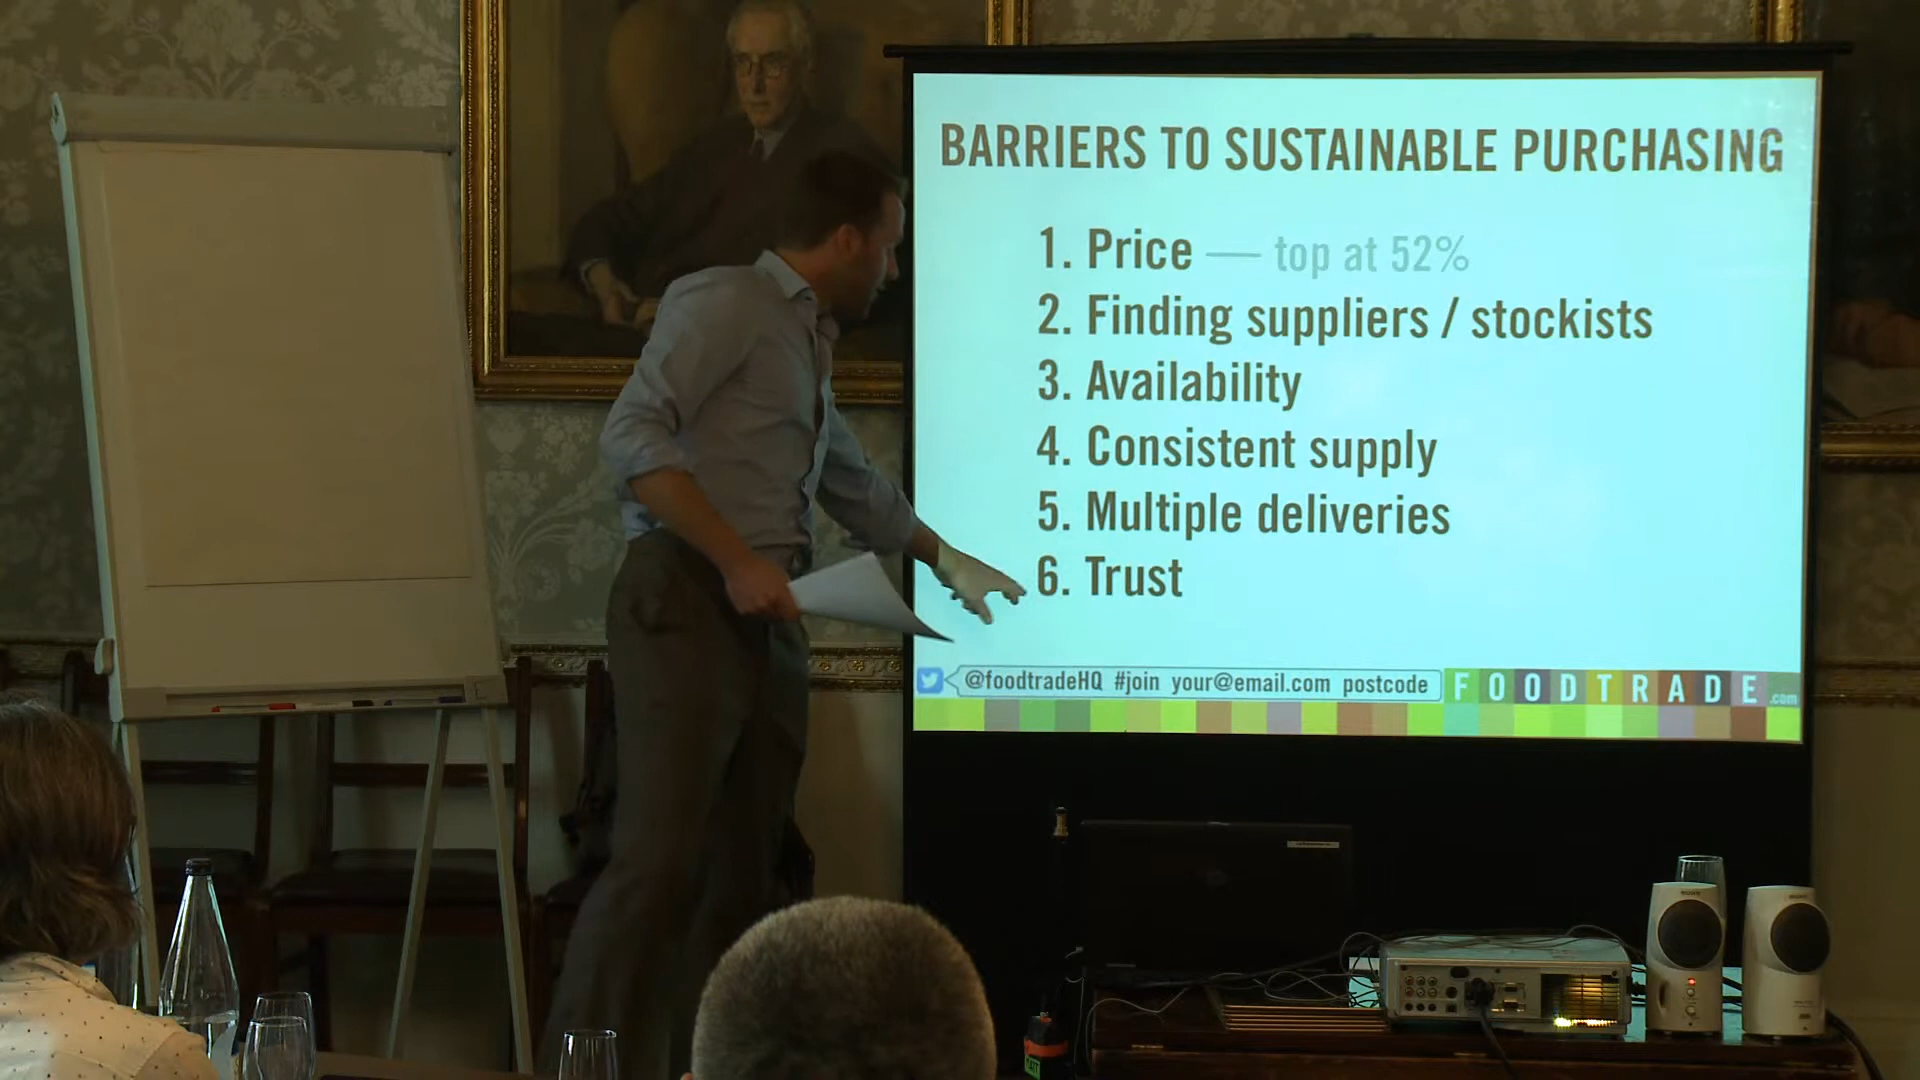 BARRIERS TO SUSTAINABLE PURCHASING
1. Price — top at 52%
2. Finding suppliers / stockists
3. Availability
4. Consistent supply
5. Multiple deliveries
6. Trust
@foodtradeHQ #join your@email.com postcode
FOODTRADE.com